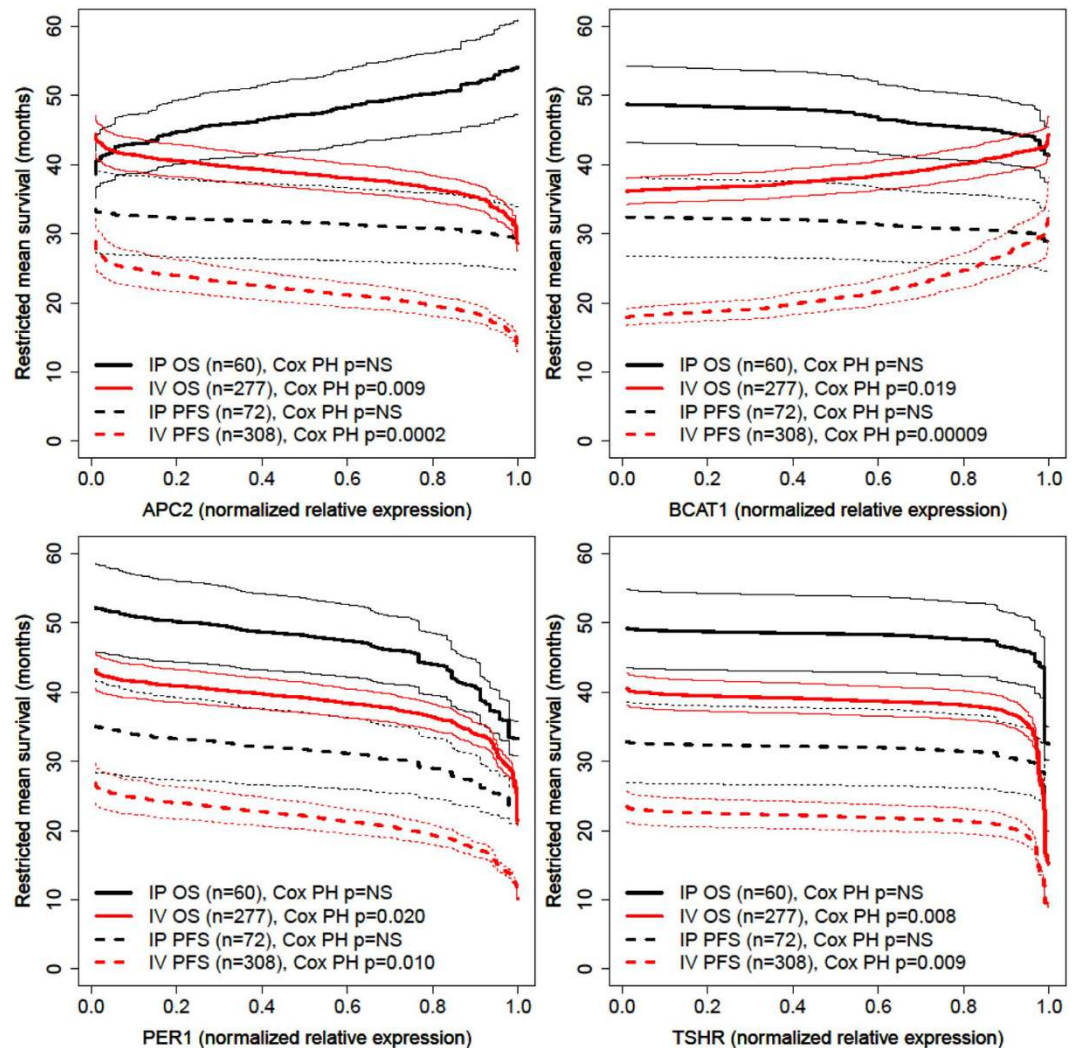 Restricted mean survival (months)
60
50
40
30
20
10
0
IP OS (n=60), Cox PH p=NS
IV OS (n=277), Cox PH p=0.009
IP PFS (n=72), Cox PH p=NS
IV PFS (n=308), Cox PH p=0.0002
0.0 0.2 0.4 0.6 0.8 1.0
APC2 (normalized relative expression)
Restricted mean survival (months)
60
50
40
30
20
10
0
IP OS (n=60), Cox PH p=NS
IV OS (n=277), Cox PH p=0.019
IP PFS (n=72), Cox PH p=NS
IV PFS (n=308), Cox PH p=0.00009
0.0 0.2 0.4 0.6 0.8 1.0
BCAT1 (normalized relative expression)
Restricted mean survival (months)
60
50
40
30
20
10
0
IP OS (n=60), Cox PH p=NS
IV OS (n=277), Cox PH p=0.020
IP PFS (n=72), Cox PH p=NS
IV PFS (n=308), Cox PH p=0.010
0.0 0.2 0.4 0.6 0.8 1.0
PER1 (normalized relative expression)
Restricted mean survival (months)
60
50
40
30
20
10
0
IP OS (n=60), Cox PH p=NS
IV OS (n=277), Cox PH p=0.008
IP PFS (n=72), Cox PH p=NS
IV PFS (n=308), Cox PH p=0.009
0.0 0.2 0.4 0.6 0.8 1.0
TSHR (normalized relative expression)